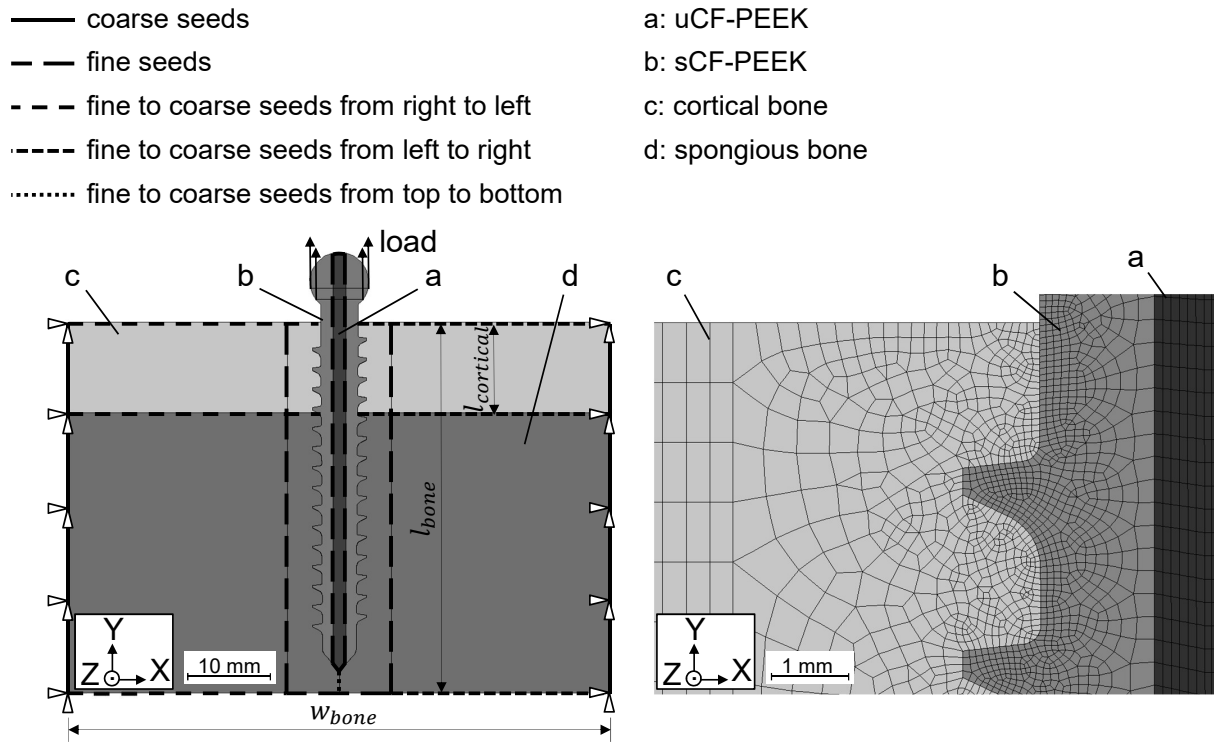 coarse seeds
fine seeds
fine to coarse seeds from right to left
fine to coarse seeds from left to right
fine to coarse seeds from top to bottom
a: uCF-PEEK
b: sCF-PEEK
c: cortical bone
d: spongious bone
load
c
b
a
d
l_cortical
l_bone
Y
Z
X
10 mm
w_bone
c
b
a
Y
Z
X
1 mm